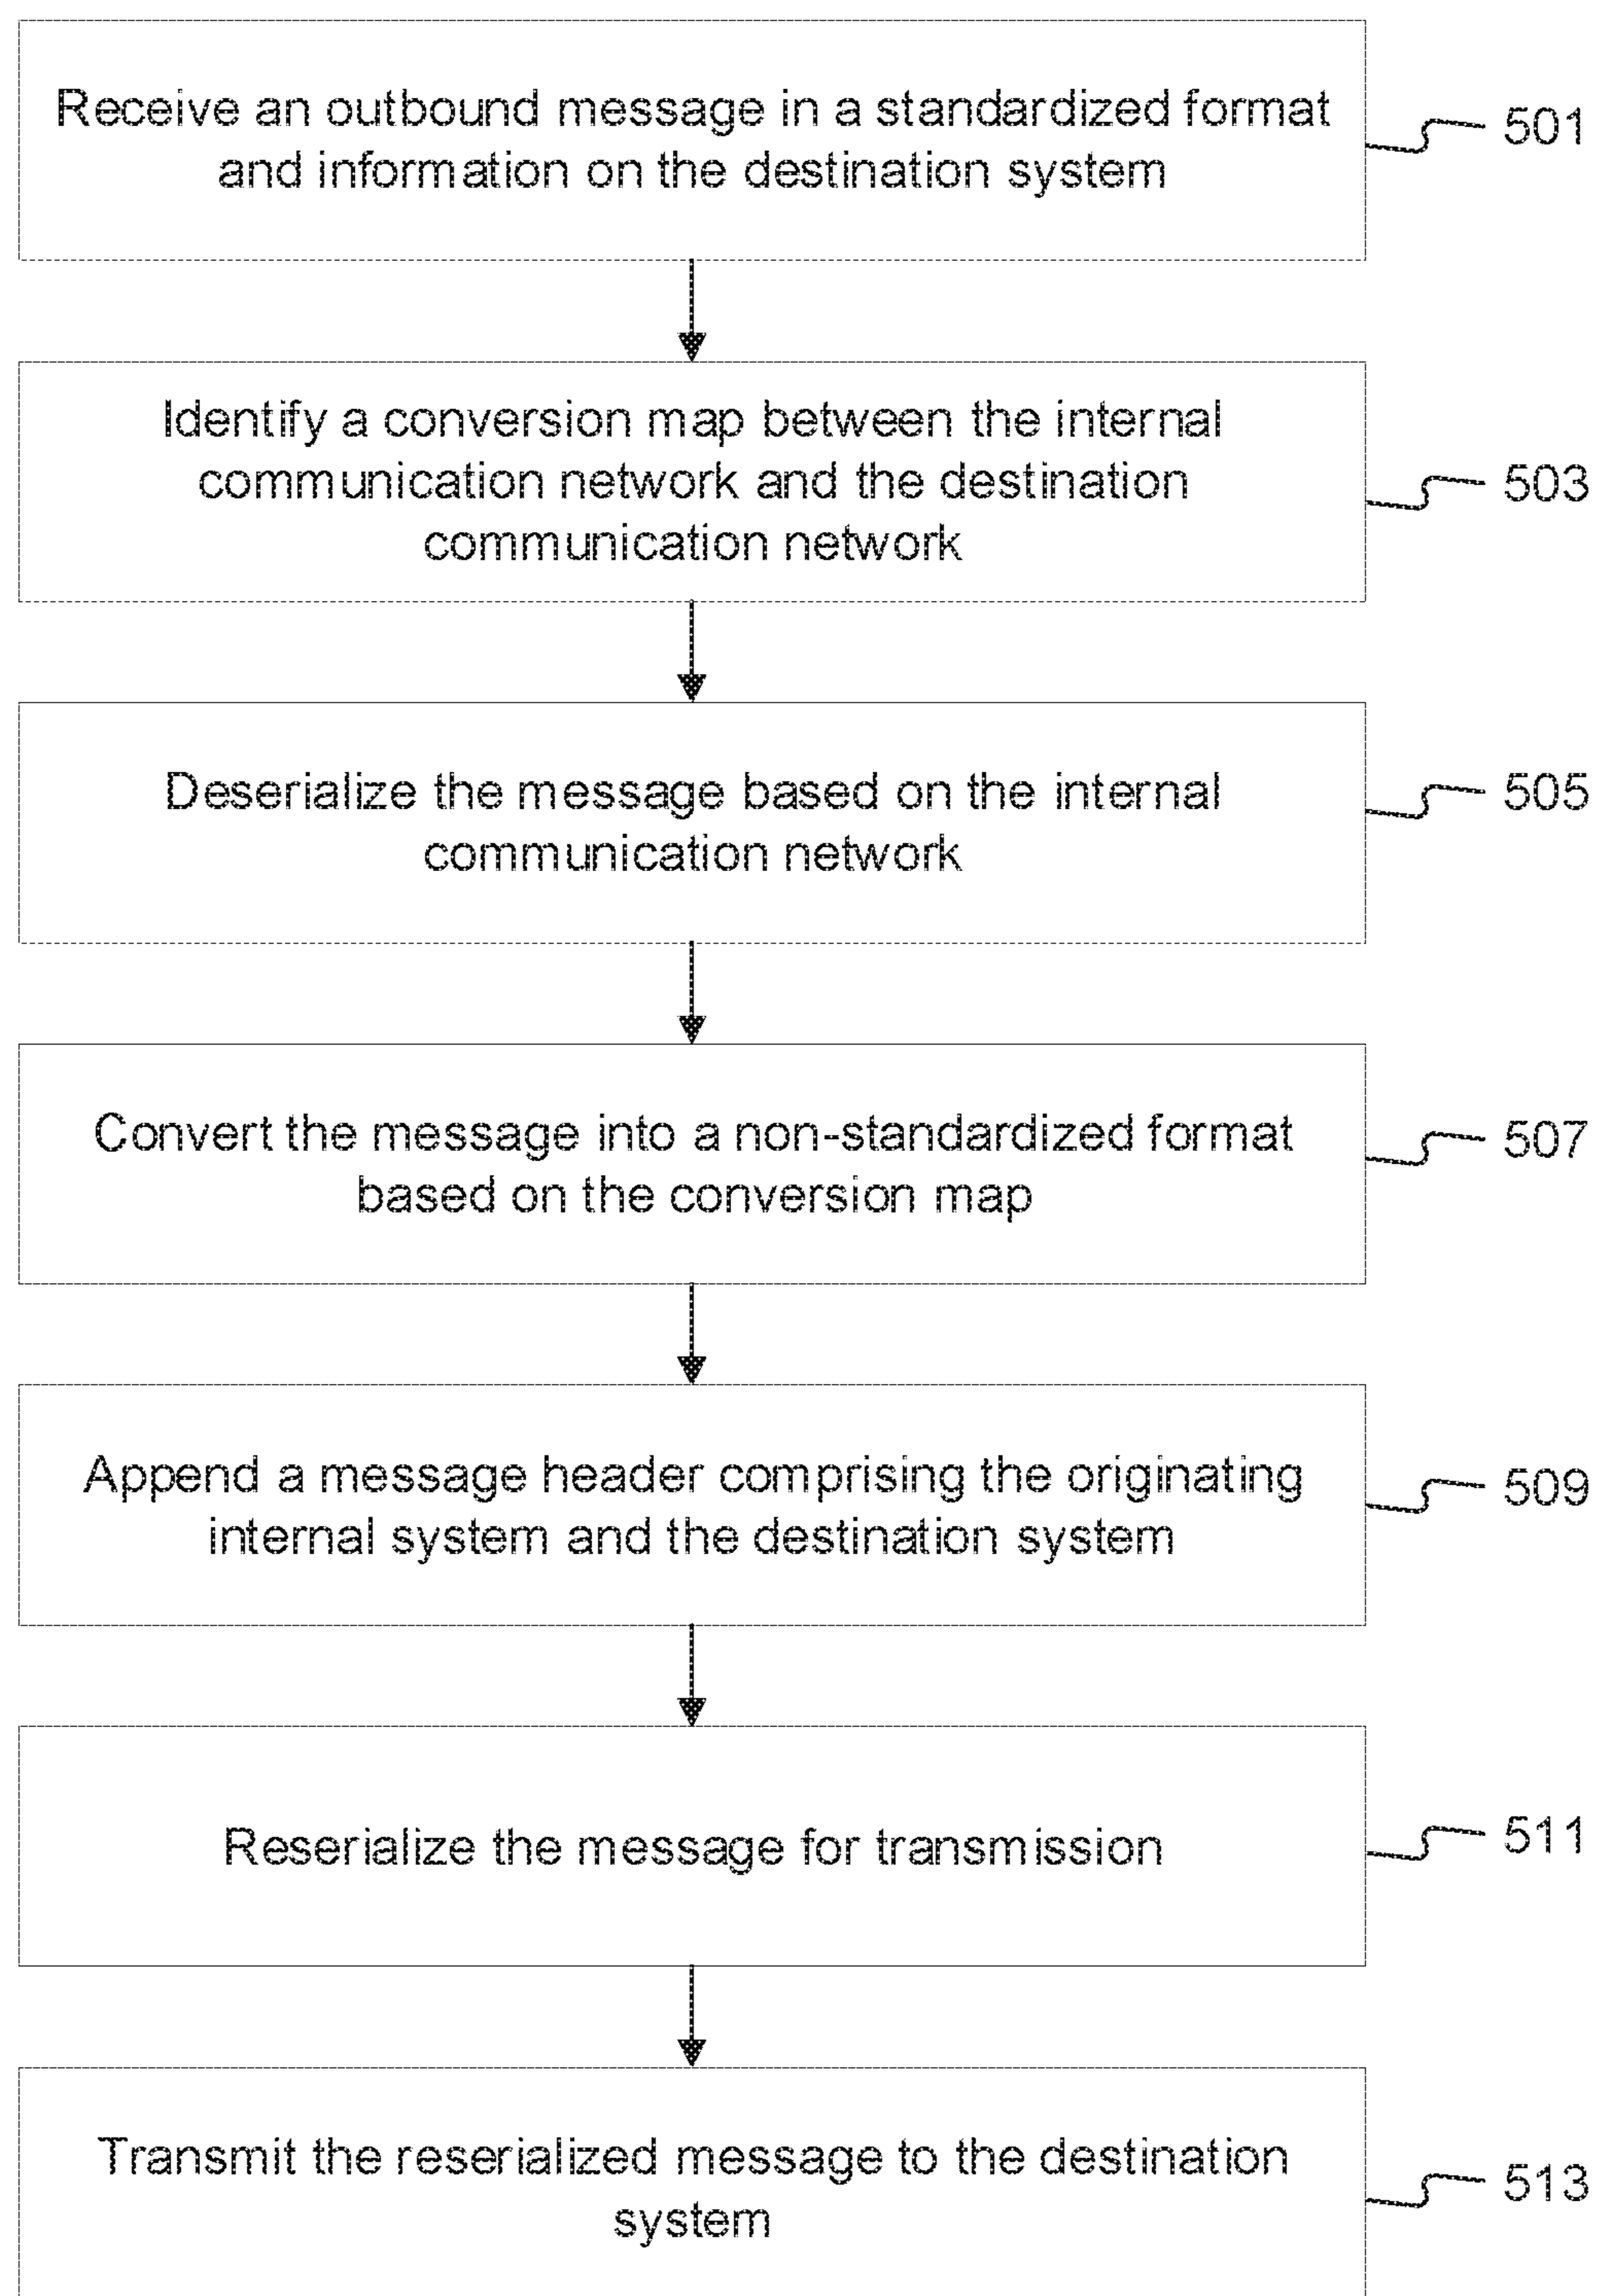 Receive an outbound message in a standardized format
and information on the destination system
501
Identify a conversion map between the internal
communication network and the destination
communication network
503
Deserialize the message based on the internal
communication network
505
Convert the message into a non-standardized format
based on the conversion map
507
Append a message header comprising the originating
internal system and the destination system
509
Reserialize the message for transmission
511
Transmit the reserialized message to the destination
system
513